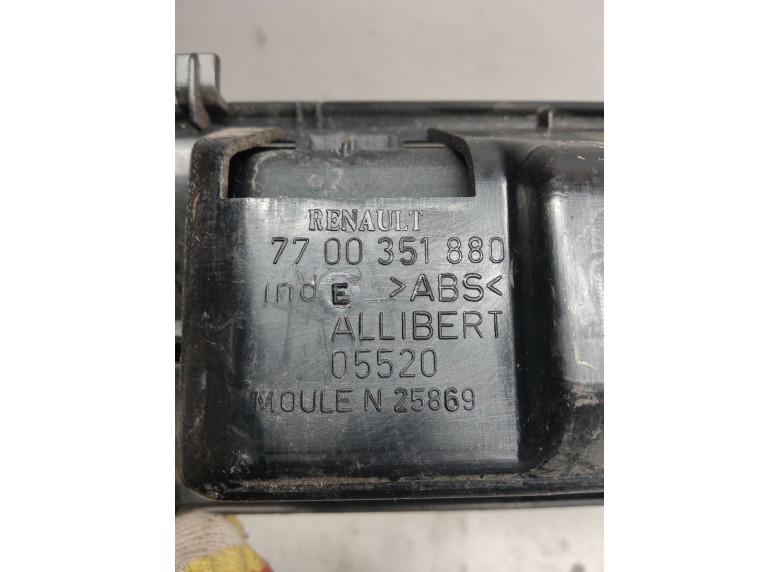 RENAULT
77 00 351 880
ind E >ABS<
ALLIBERT
05520
MOULE N 25869